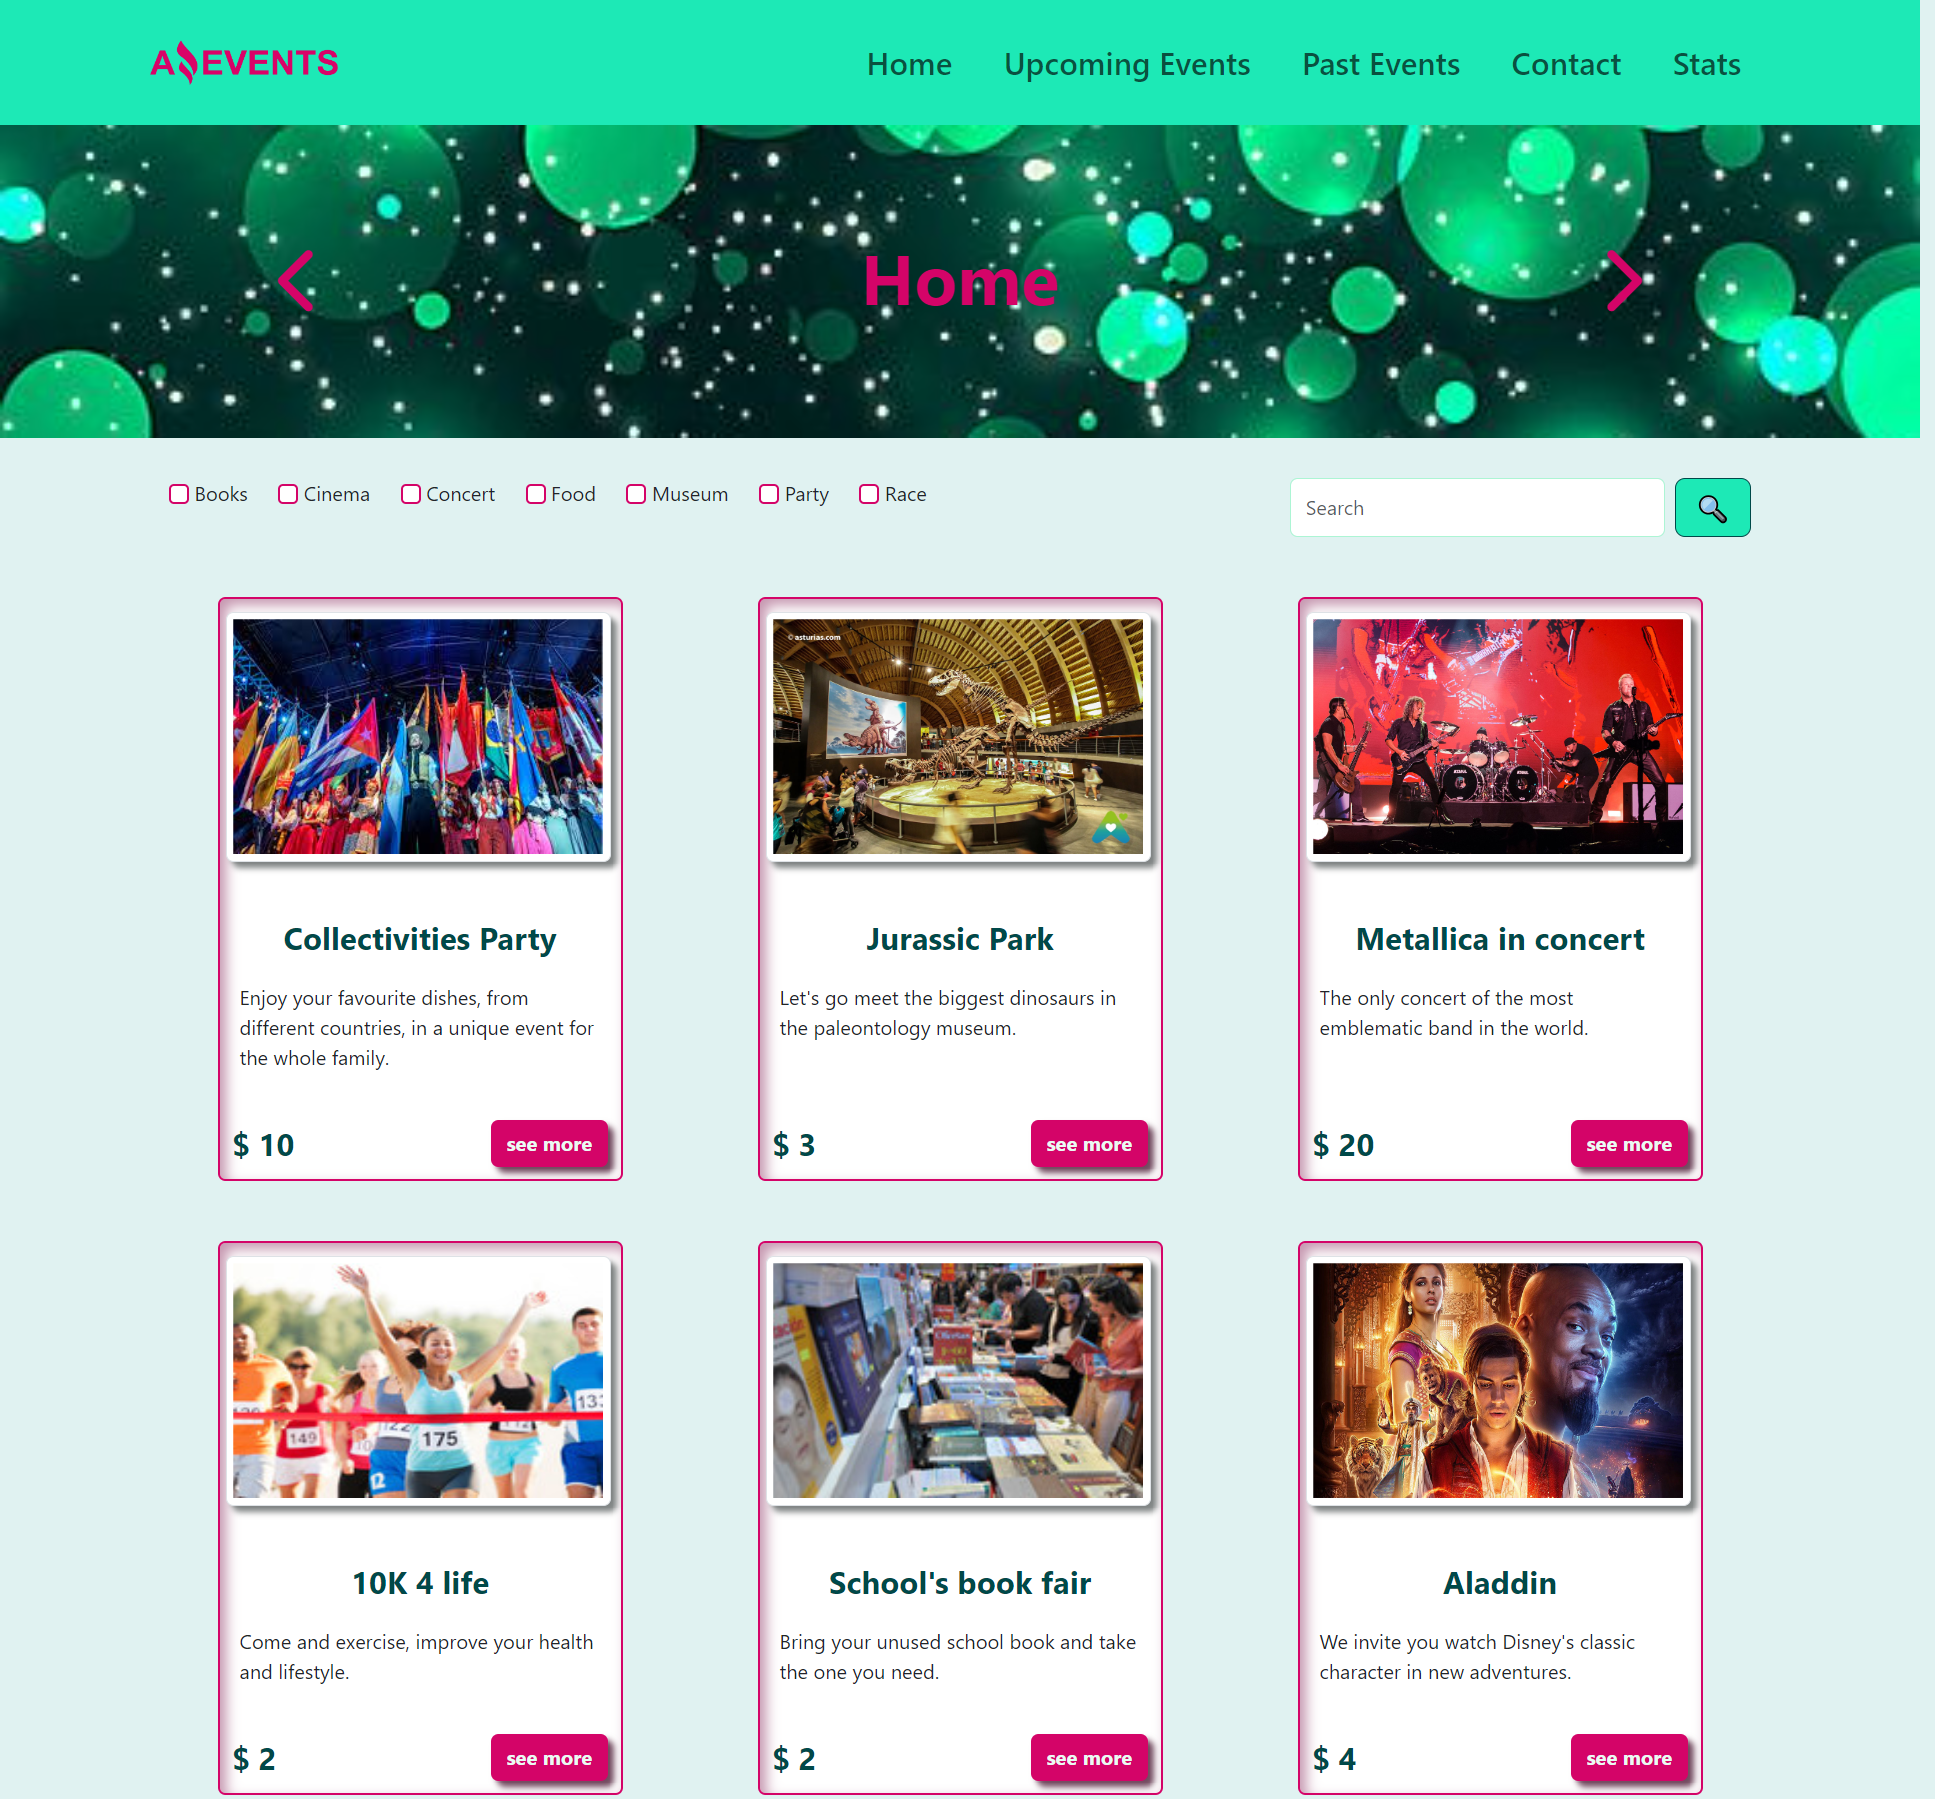 A EVENTS
Home Upcoming Events Past Events Contact Stats
Home
Books Cinema Concert Food Museum Party Race
Search
© asturias.com
Collectivities Party
Enjoy your favourite dishes, from
different countries, in a unique event for
the whole family.
$ 10
see more
Jurassic Park
Let's go meet the biggest dinosaurs in
the paleontology museum.
$ 3
see more
Metallica in concert
The only concert of the most
emblematic band in the world.
$ 20
see more
149
175
10K 4 life
Come and exercise, improve your health
and lifestyle.
$ 2
see more
School's book fair
Bring your unused school book and take
the one you need.
$ 2
see more
Aladdin
We invite you watch Disney's classic
character in new adventures.
$ 4
see more